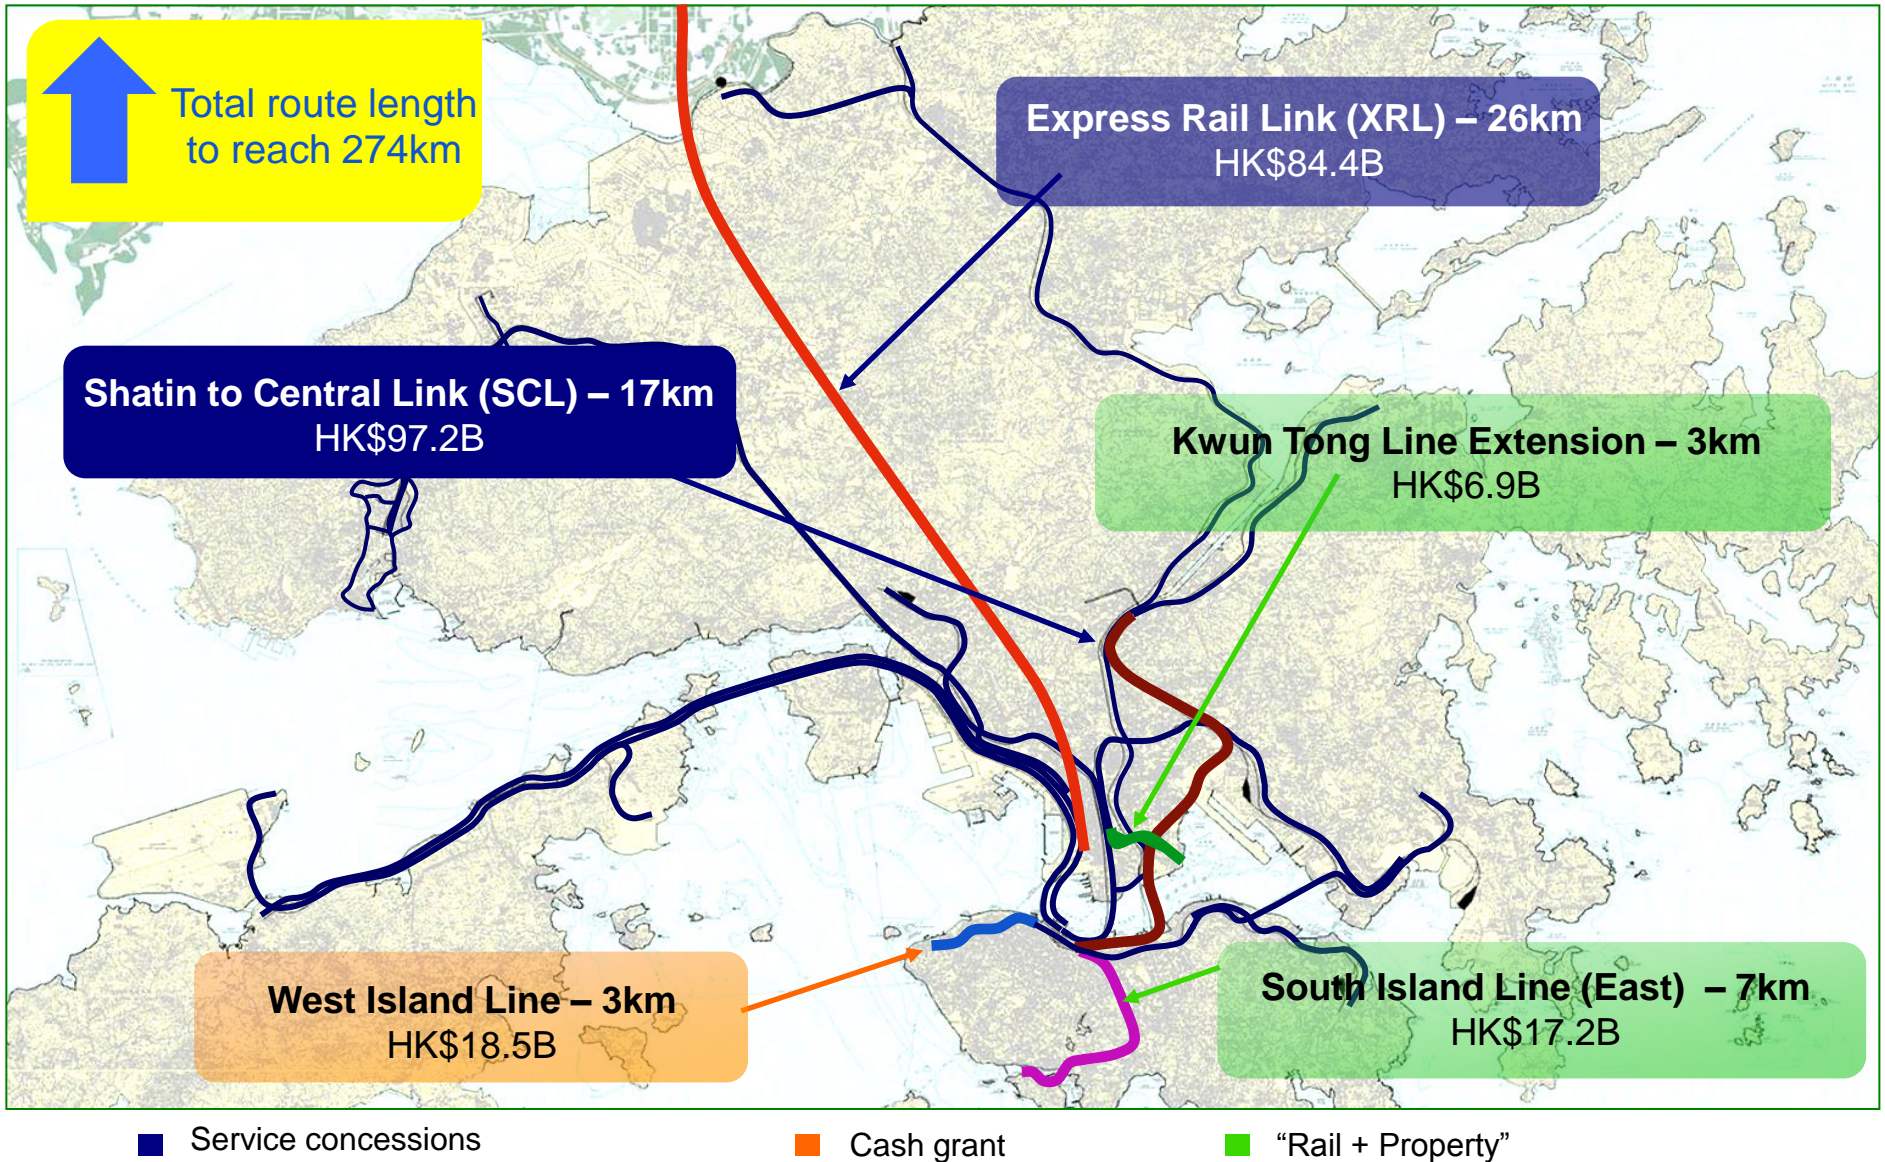 Total route length
to reach 274km
Express Rail Link (XRL) – 26km
HK$84.4B
Shatin to Central Link (SCL) – 17km
HK$97.2B
Kwun Tong Line Extension – 3km
HK$6.9B
West Island Line – 3km
HK$18.5B
South Island Line (East) – 7km
HK$17.2B
Service concessions
Cash grant
“Rail + Property”